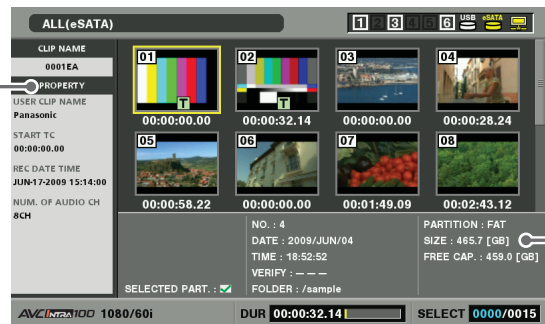 ALL(eSATA)
1 2 3 4 5 6 USB eSATA
CLIP NAME
0001EA
PROPERTY
USER CLIP NAME
Panasonic
START TC
00:00:00.00
REC DATE TIME
JUN-17-2009 15:14:00
NUM. OF AUDIO CH
8CH
01 02 03 04
T T
00:00:00.00 00:00:32.14 00:00:00.00 00:00:28.24
05 06 07 08
00:00:58.22 00:00:00.00 00:01:49.09 00:02:43.12
SELECTED PART. :
NO. : 4
DATE : 2009/JUN/04
TIME : 18:52:52
VERIFY : – – –
FOLDER : /sample
PARTITION : FAT
SIZE : 465.7 [GB]
FREE CAP. : 459.0 [GB]
AVC INTRA 100 1080/60i
DUR 00:00:32.14
SELECT 0000/0015